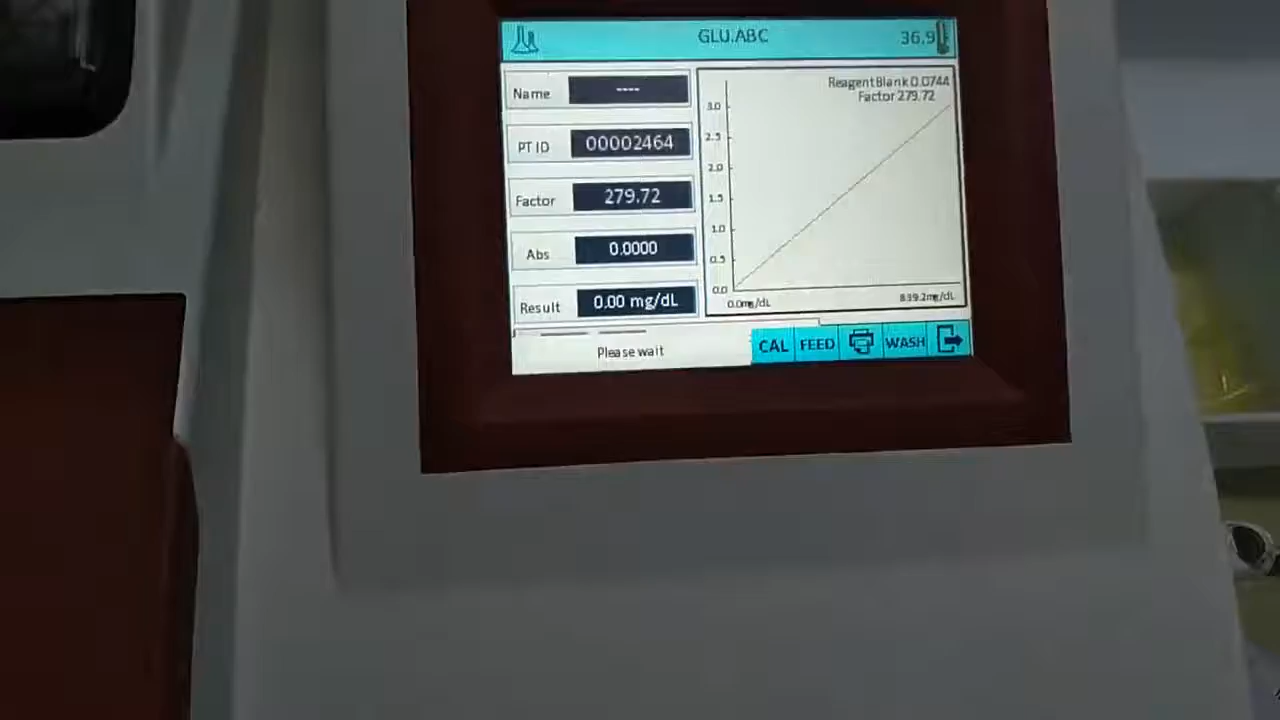 GLU.ABC
36.9
Name ----
PT ID 00002464
Factor 279.72
Abs 0.0000
Result 0.00 mg/dL
Please wait
Reagent Blank 0.0744
Factor 279.72
3.0
2.5
2.0
1.5
1.0
0.5
0.0
0.0mg/dL
839.2mg/dL
CAL
FEED
WASH